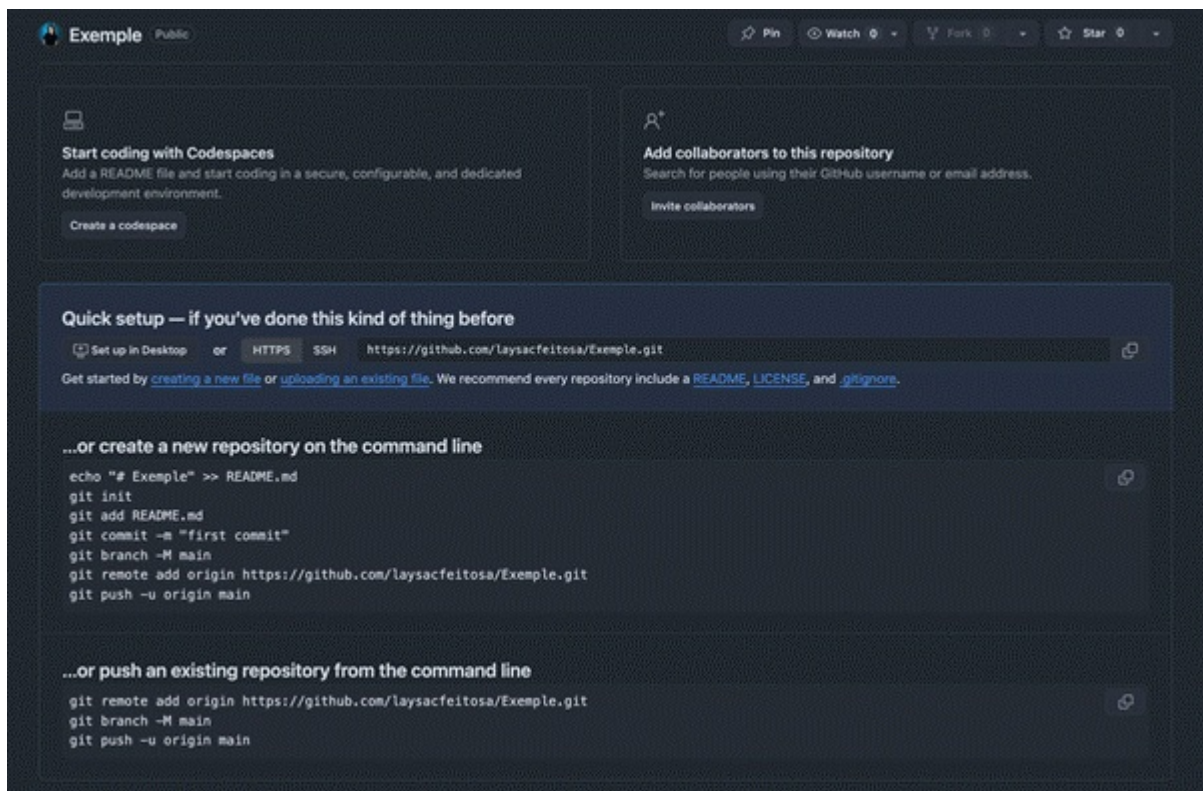 Exemple Public
Pin Watch 0 Fork 0 Star 0
Start coding with Codespaces
Add a README file and start coding in a secure, configurable, and dedicated
development environment.
Create a codespace
Add collaborators to this repository
Search for people using their GitHub username or email address.
Invite collaborators
Quick setup — if you've done this kind of thing before
Set up in Desktop or HTTPS SSH https://github.com/laysacfeitosa/Exemple.git
Get started by creating a new file or uploading an existing file. We recommend every repository include a README, LICENSE, and .gitignore.
...or create a new repository on the command line
echo "# Exemple" >> README.md
git init
git add README.md
git commit -m "first commit"
git branch -M main
git remote add origin https://github.com/laysacfeitosa/Exemple.git
git push -u origin main
...or push an existing repository from the command line
git remote add origin https://github.com/laysacfeitosa/Exemple.git
git branch -M main
git push -u origin main